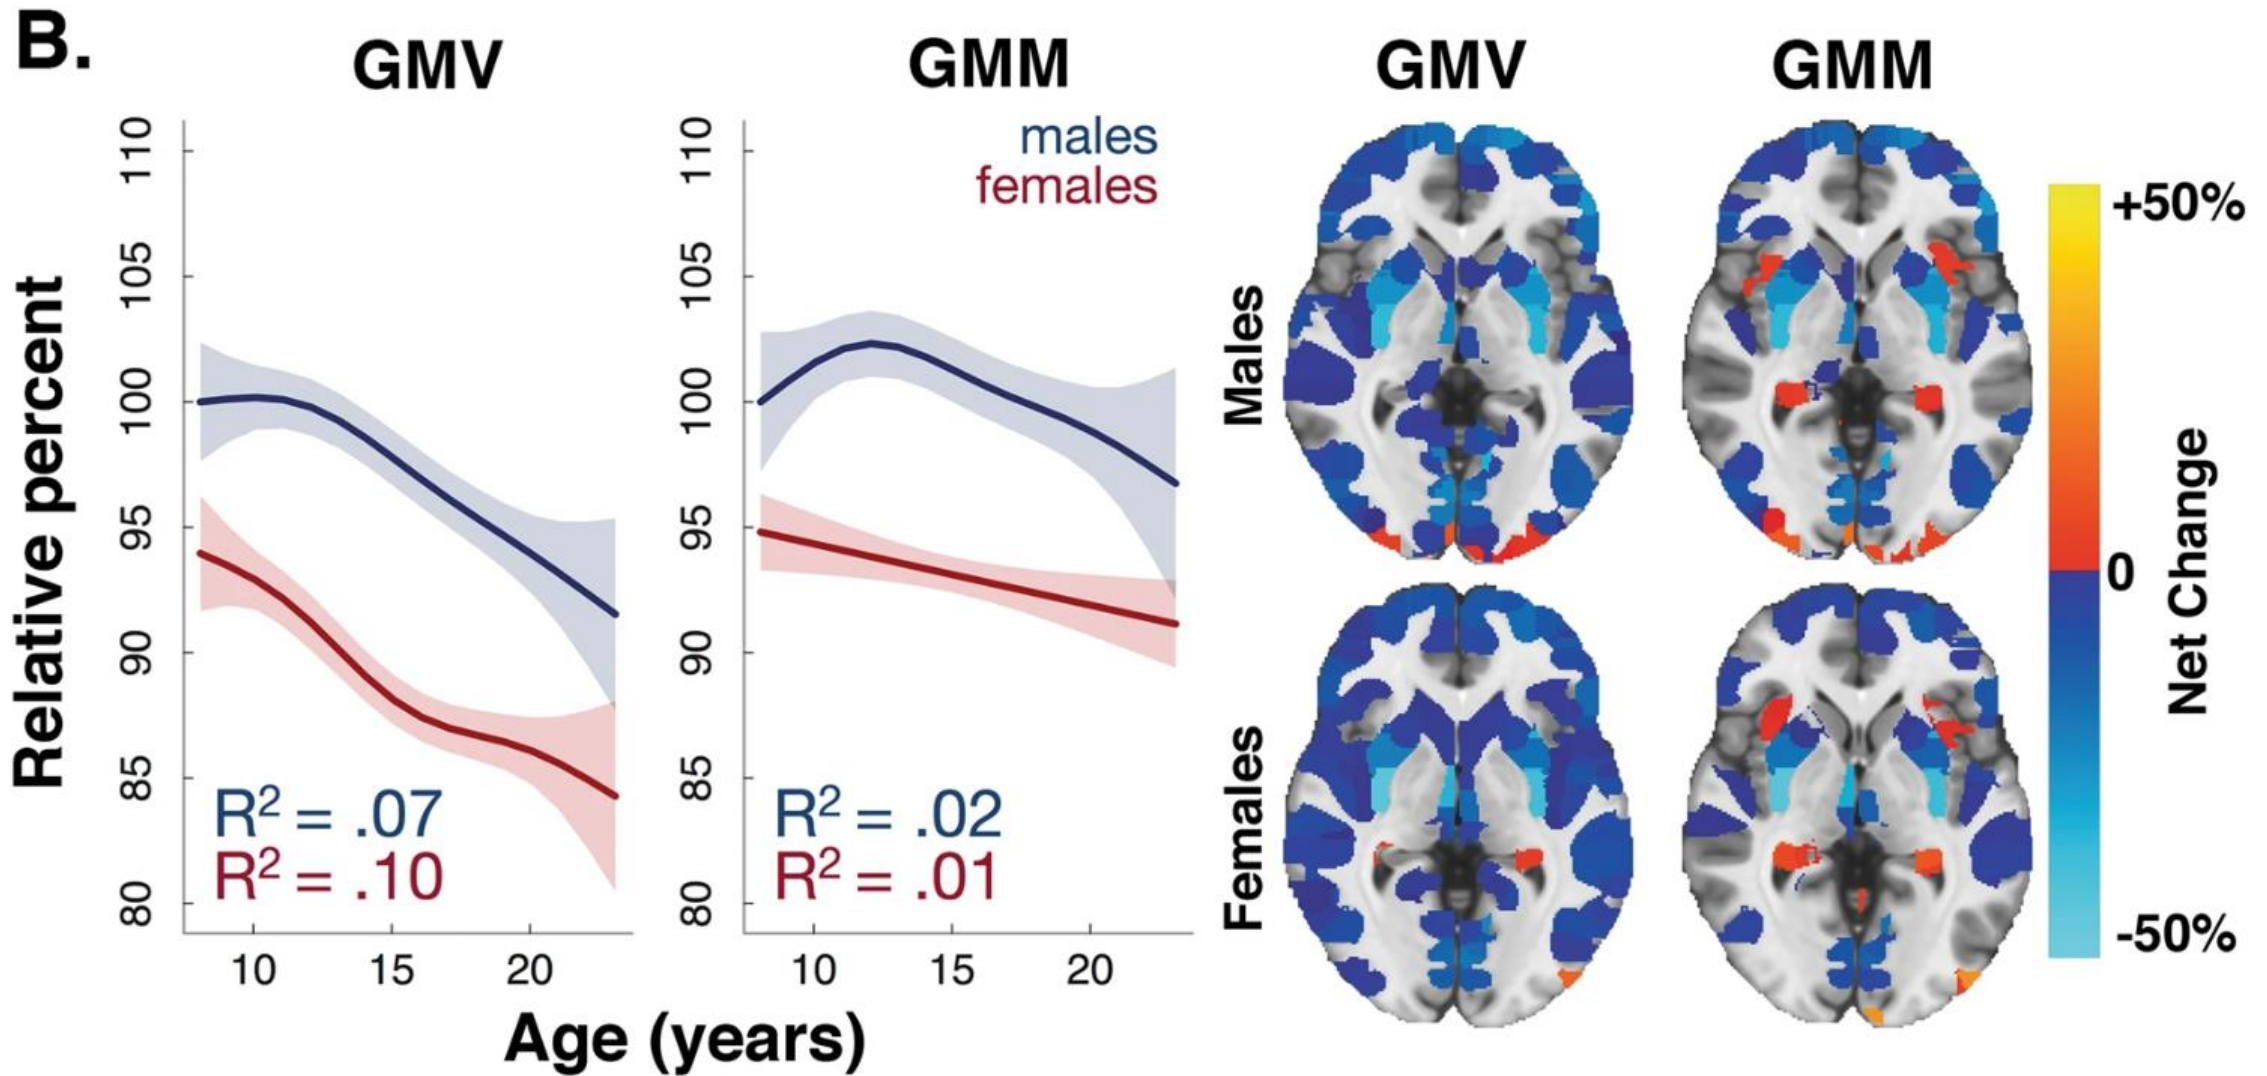 B.
GMV
GMM
GMV
GMM
Relative percent
110
105
100
95
90
85
80
R² = .07
R² = .10
10
15
20
110
105
100
95
90
85
80
males
females
R² = .02
R² = .01
10
15
20
Age (years)
Males
Females
+50%
0
-50%
Net Change